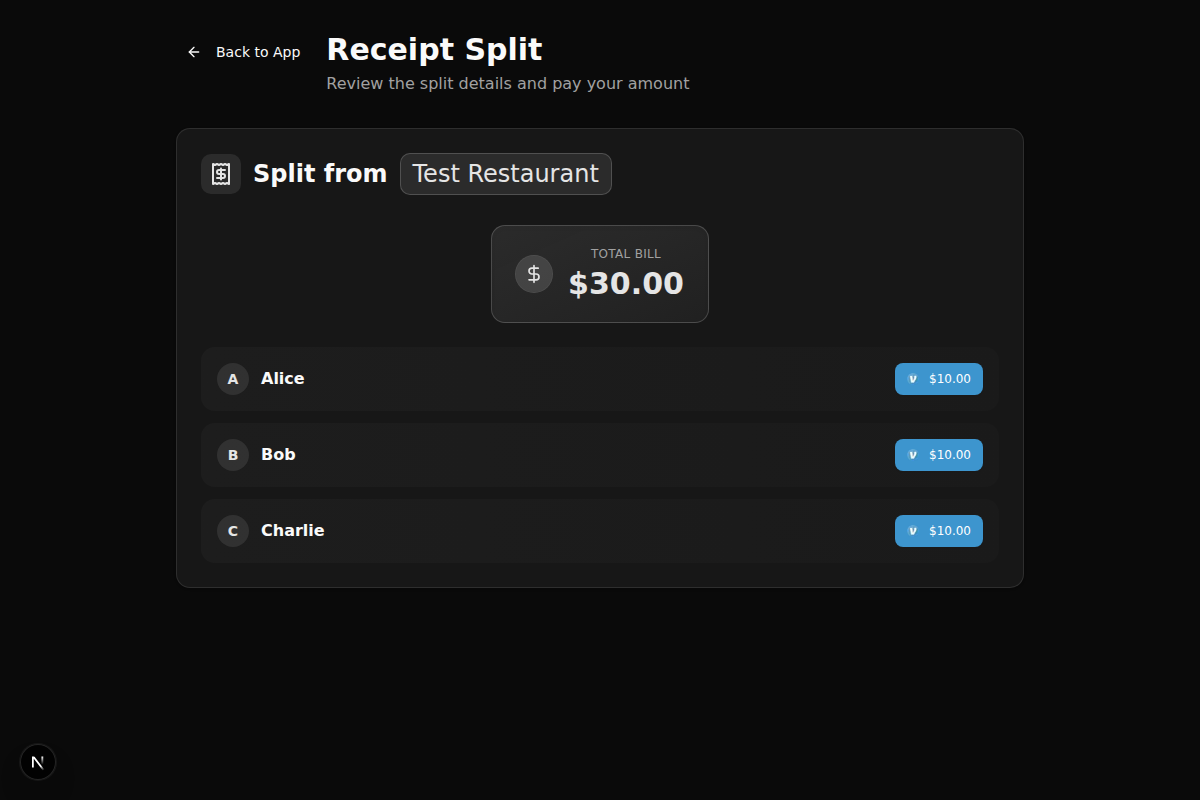 Back to App
Receipt Split
Review the split details and pay your amount
Split from Test Restaurant
$
TOTAL BILL
$30.00
A Alice V $10.00
B Bob V $10.00
C Charlie V $10.00
N